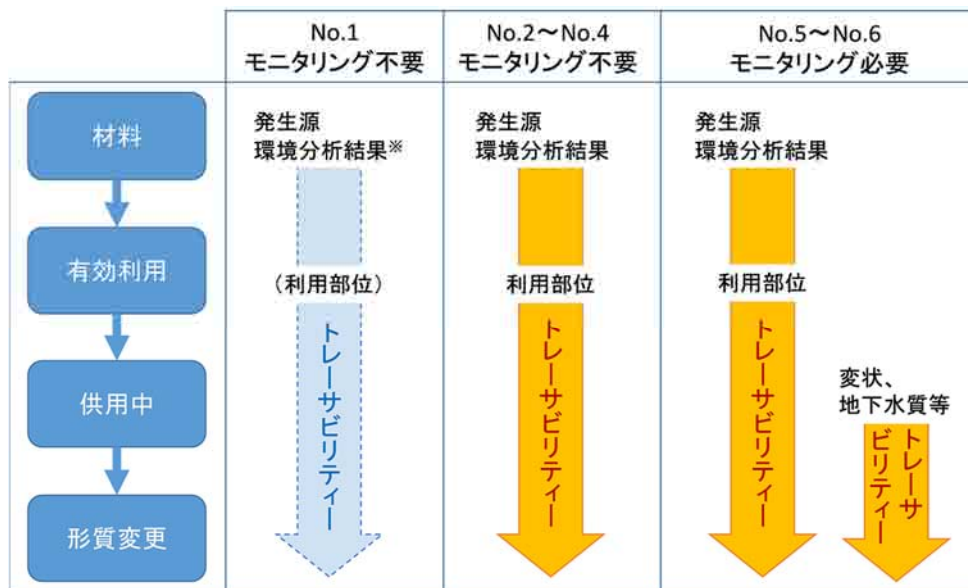 No.1
モニタリング不要
No.2～No.4
モニタリング不要
No.5～No.6
モニタリング必要
材料
有効利用
供用中
形質変更
発生源
環境分析結果※
(利用部位)
トレーサビリティー
発生源
環境分析結果
利用部位
トレーサビリティー
発生源
環境分析結果
利用部位
トレーサビリティー
変状、
地下水質等
トレーサ
ビリティー